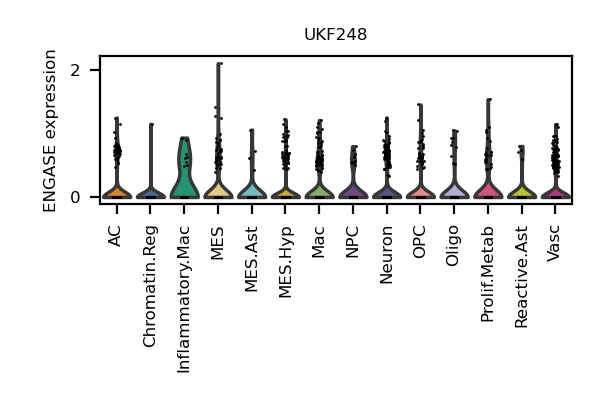 UKF248
ENGASE expression
2
0
AC
Chromatin.Reg
Inflammatory.Mac
MES
MES.Ast
MES.Hyp
Mac
NPC
Neuron
OPC
Oligo
Prolif.Metab
Reactive.Ast
Vasc